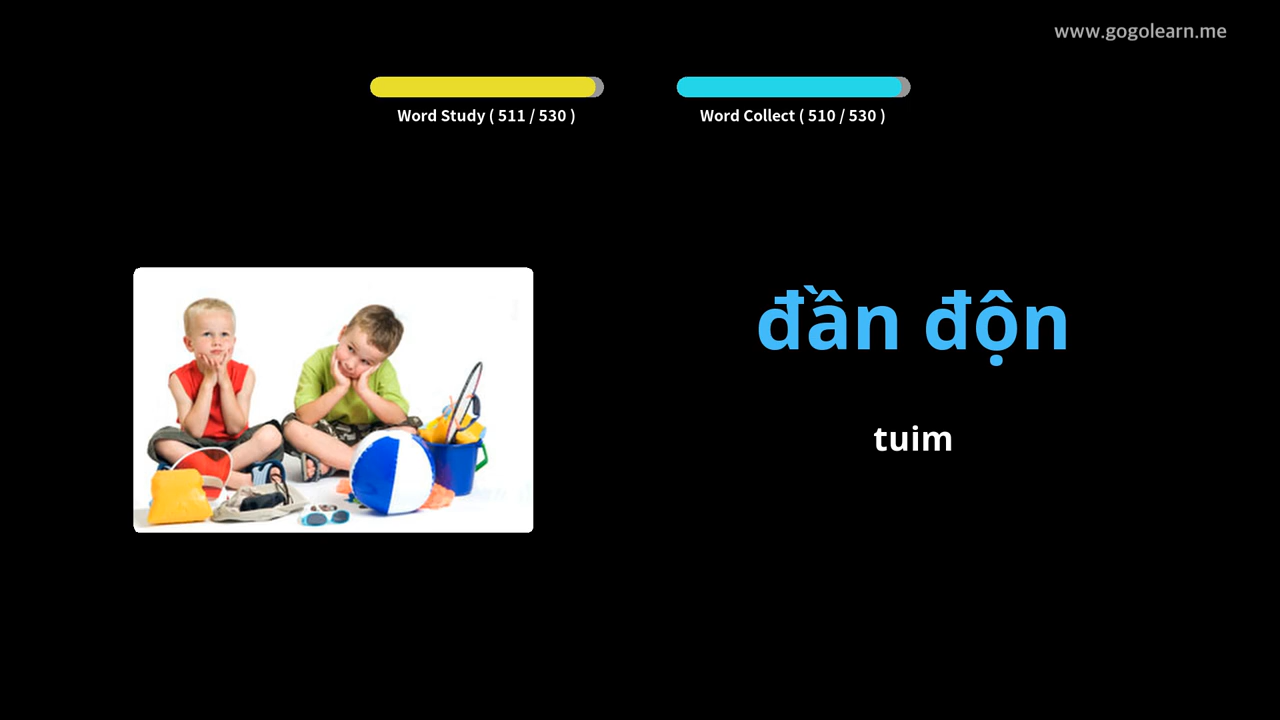 www.gogolearn.me
Word Study ( 511 / 530 )
Word Collect ( 510 / 530 )
đần độn
tuim